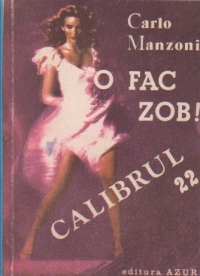 Carlo
Manzoni
O FAC
ZOB!
CALIBRUL
22
editura AZUR